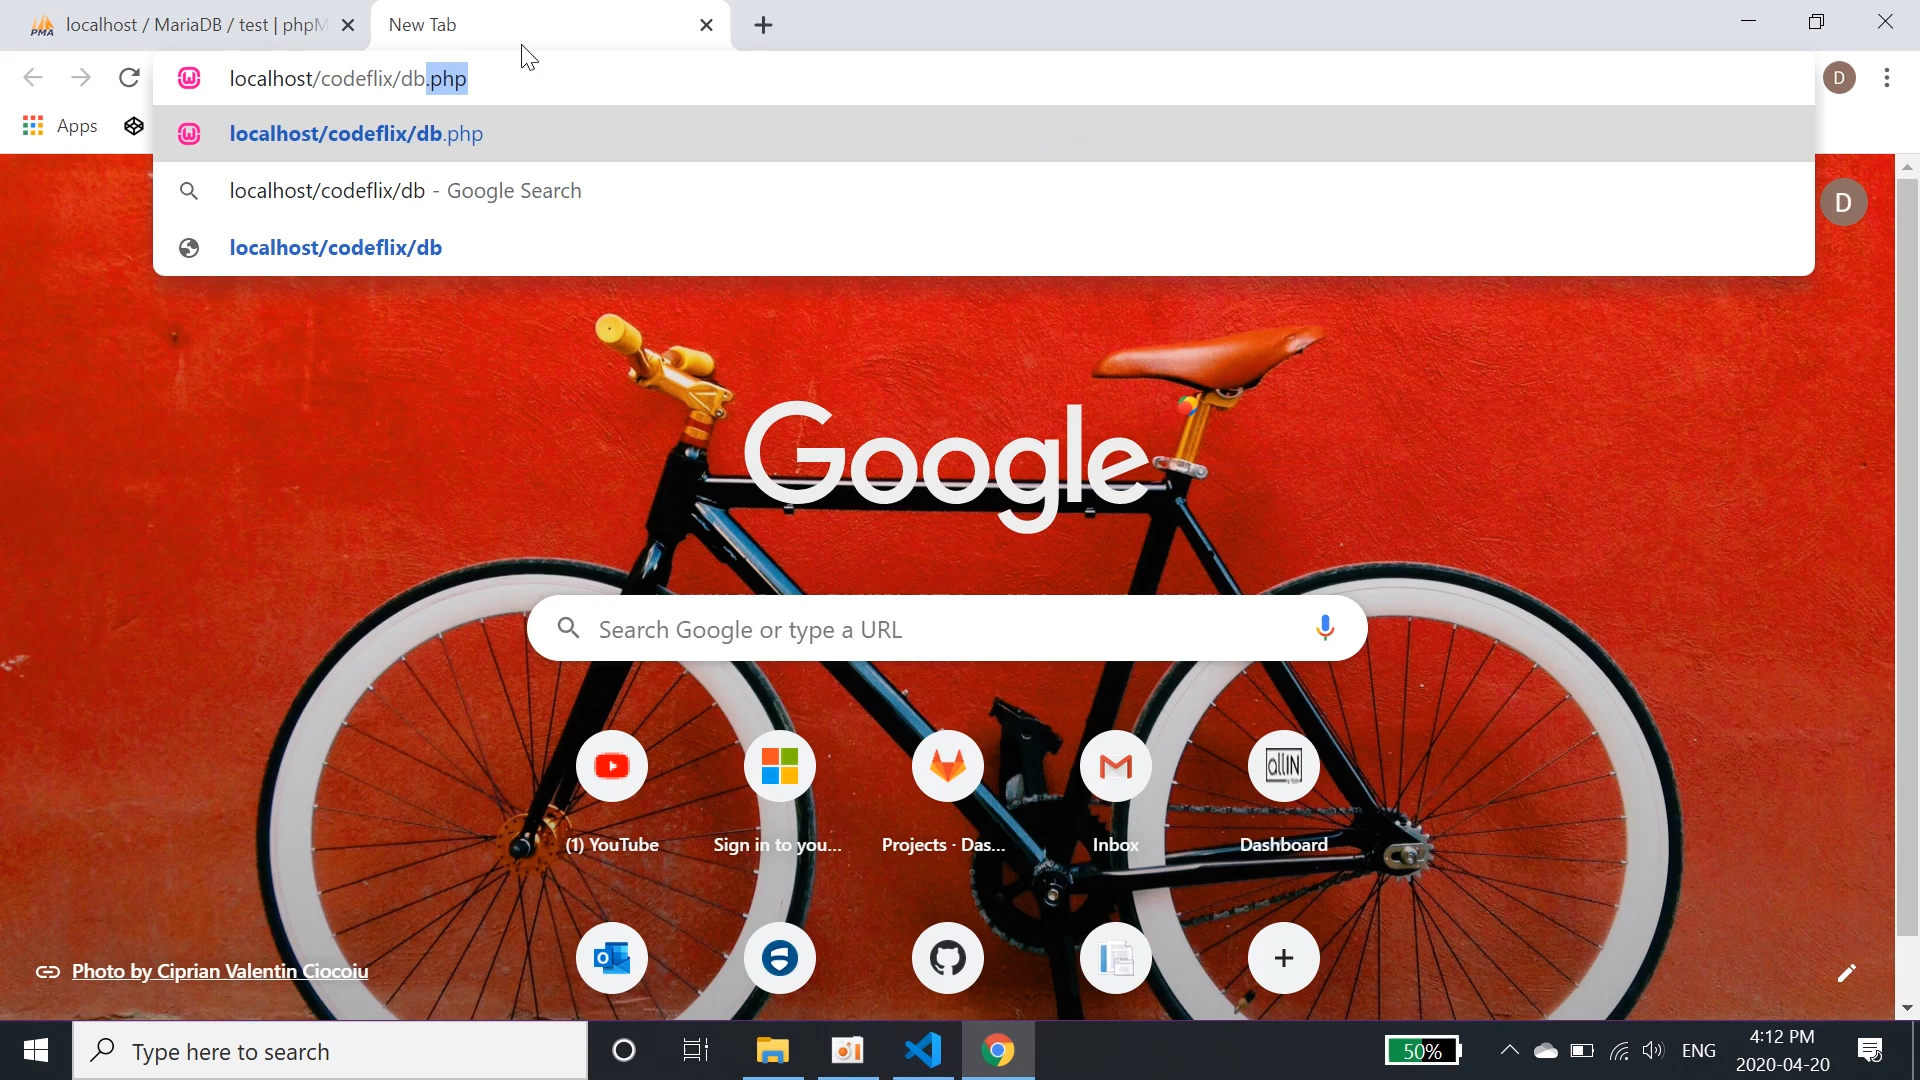 localhost / MariaDB / test | phpM
New Tab
localhost/codeflix/db.php
D
Apps
localhost/codeflix/db.php
localhost/codeflix/db - Google Search
localhost/codeflix/db
D
Google
Search Google or type a URL
allIN
(1) YouTube
Sign in to you...
Projects · Das...
Inbox
Dashboard
Photo by Ciprian Valentin Ciocoiu
Type here to search
50%
ENG
4:12 PM
2020-04-20